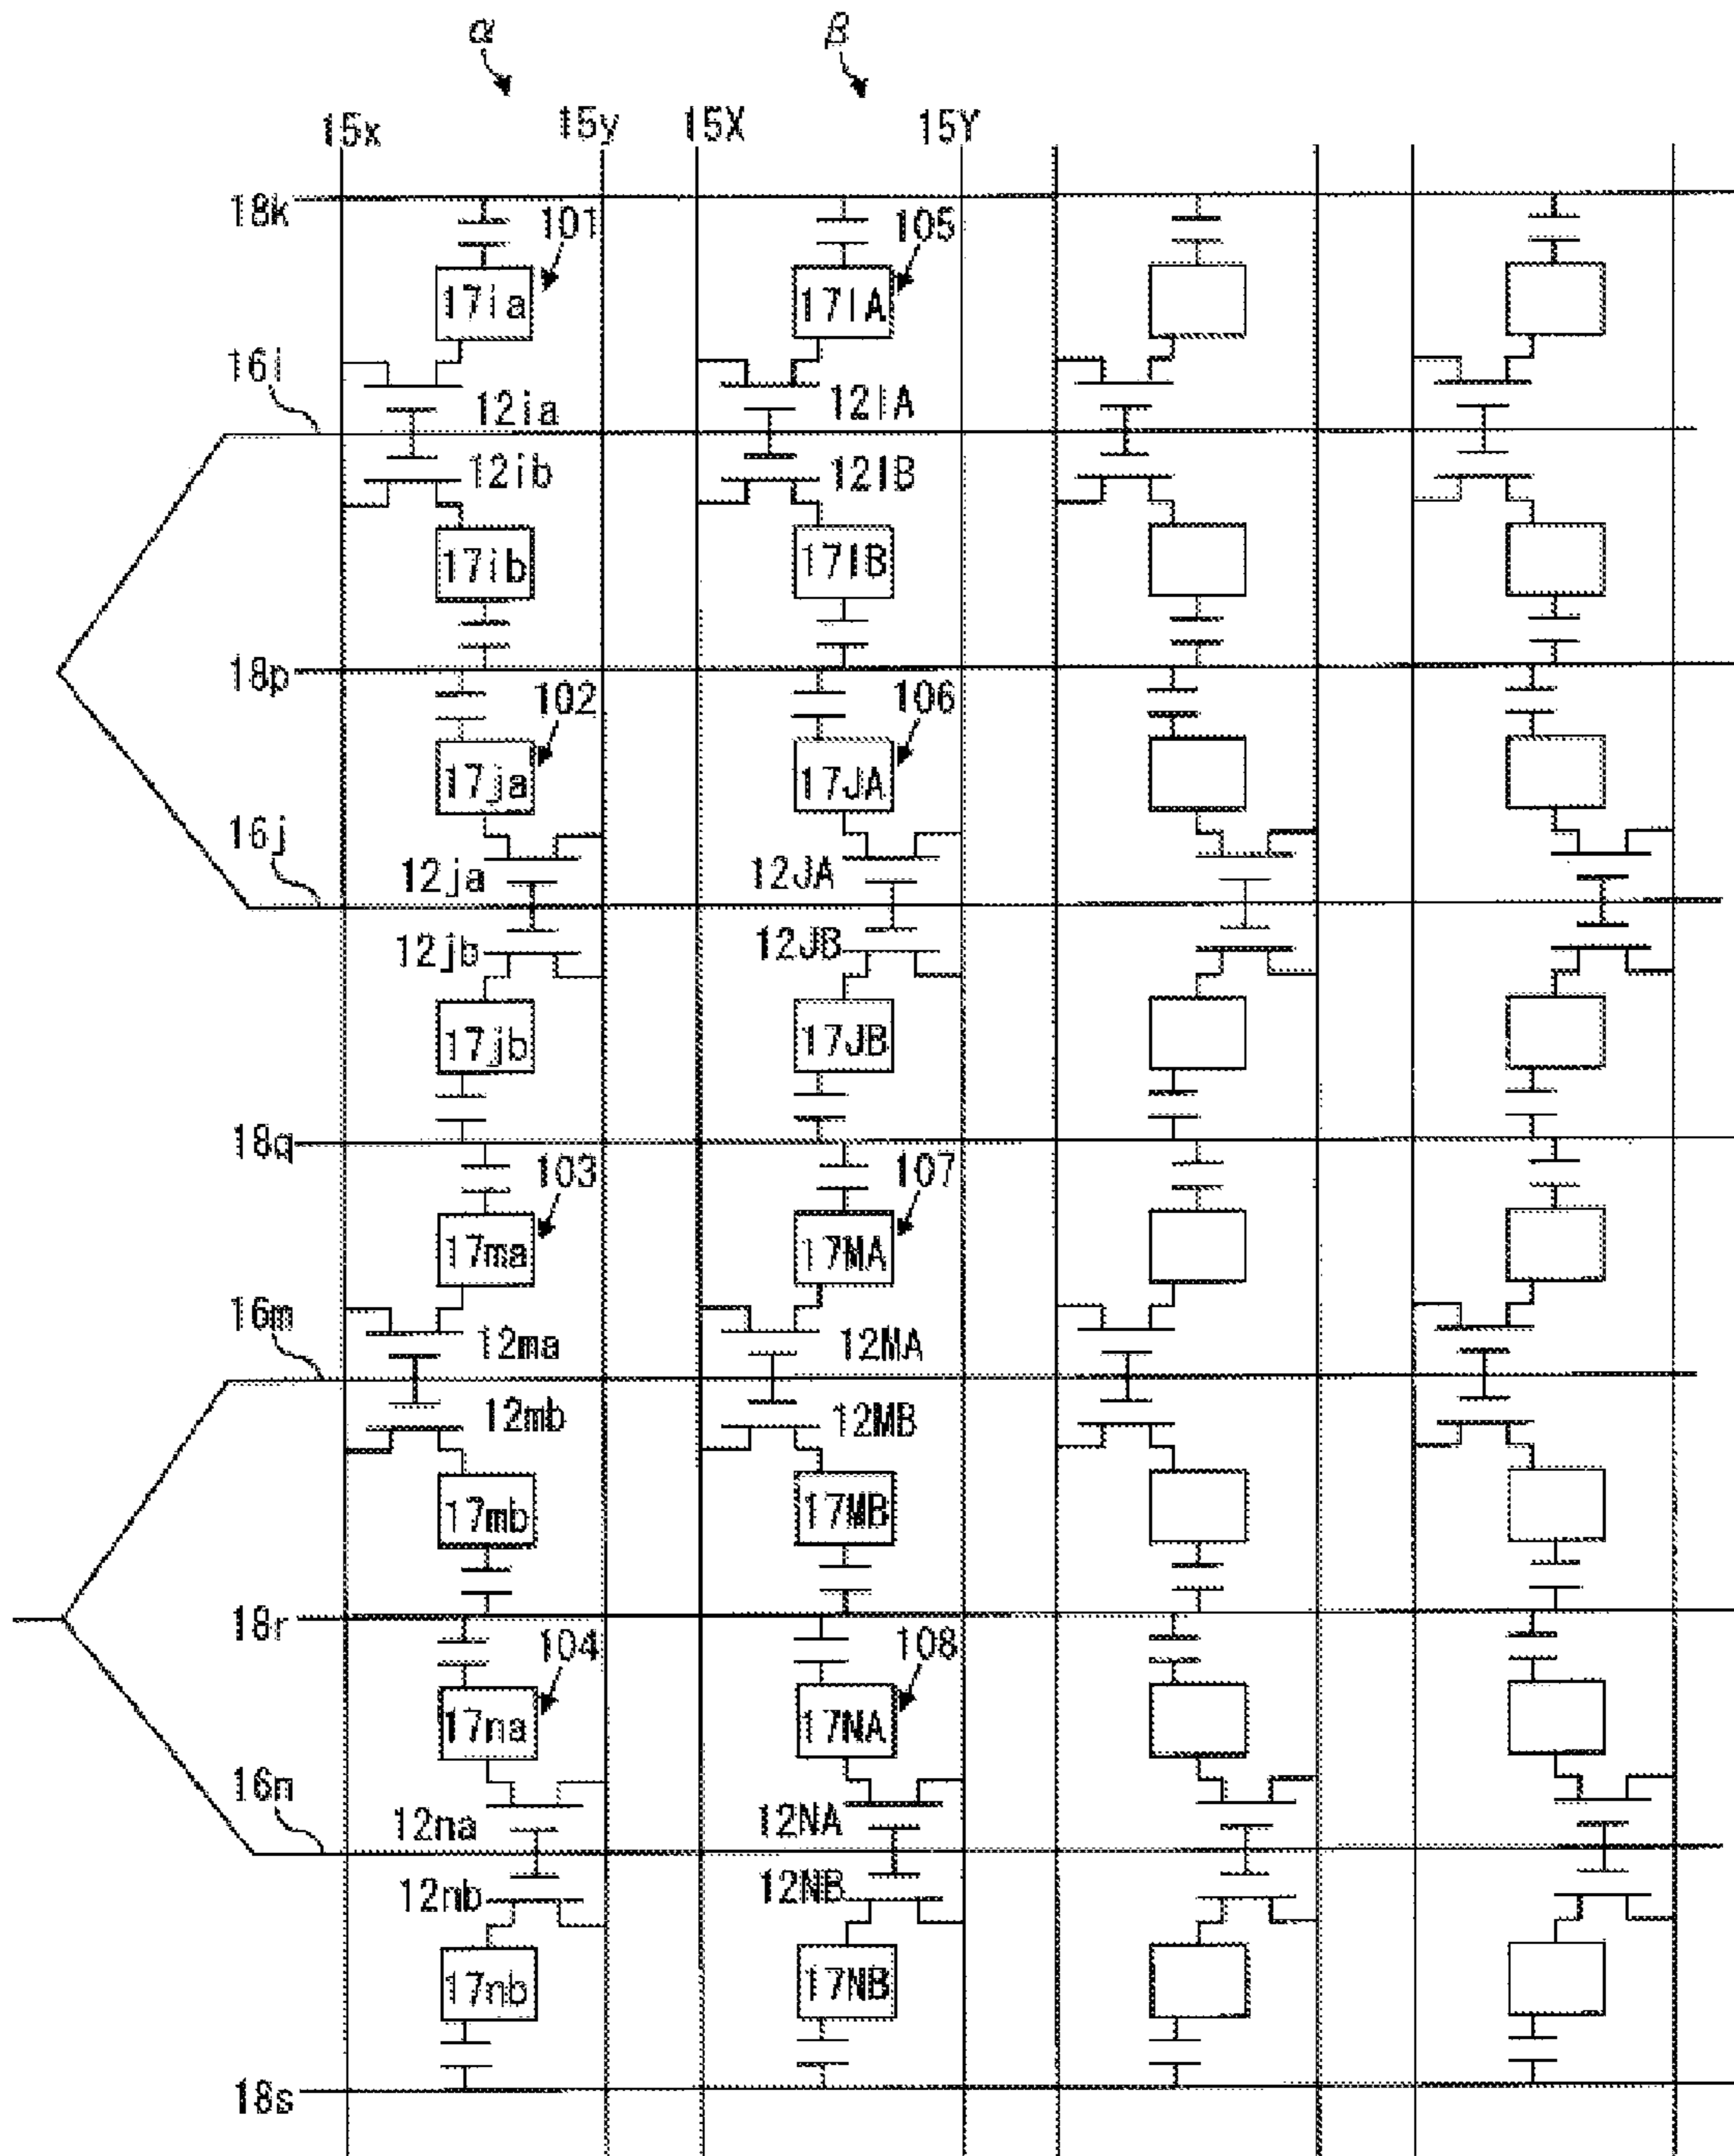 α β
15x 15y 15X 15Y
18k 101 105
17ia 17IA
16i
12ia 12IA
12ib 12IB
17ib 17IB
18p 102 106
17ja 17JA
16j
12ja 12JA
12jb 12JB
17jb 17JB
18q 103 107
17ma 17MA
16m
12ma 12MA
12mb 12MB
17mb 17MB
18r 104 108
17na 17NA
16n
12na 12NA
12nb 12NB
17nb 17NB
18s